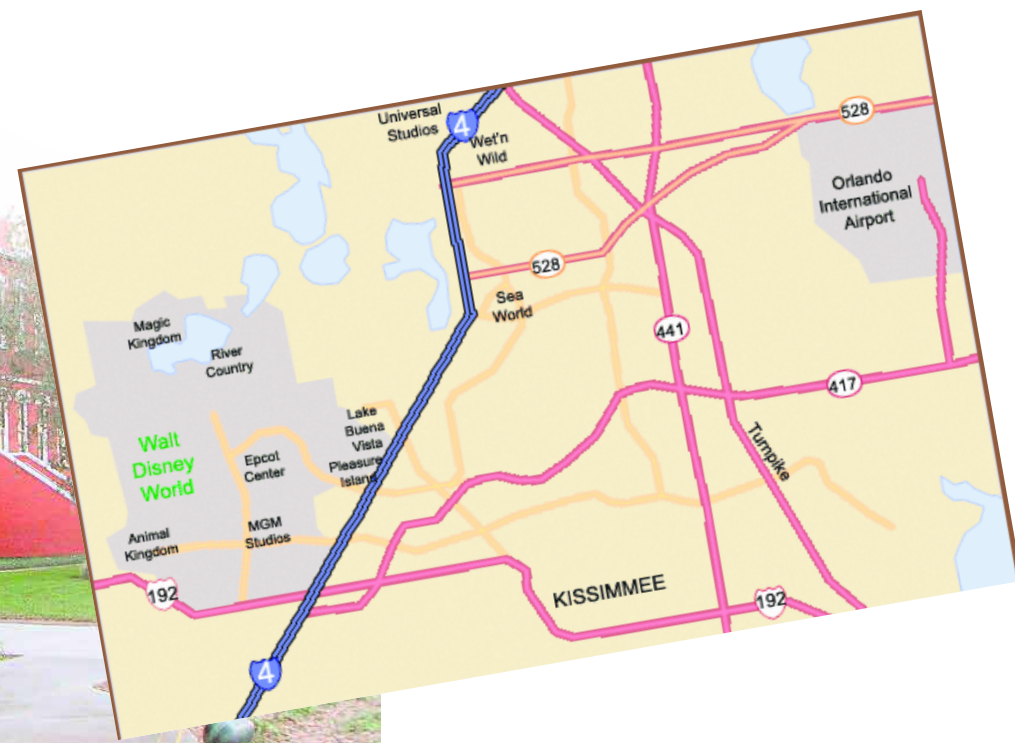 Universal
Studios
4
Wet'n
Wild
528
Orlando
International
Airport
528
Sea
World
Magic
Kingdom
River
Country
441
417
Lake
Buena
Vista
Pleasure
Island
Walt
Disney
World
Epcot
Center
Turnpike
Animal
Kingdom
MGM
Studios
192
KISSIMMEE
192
4